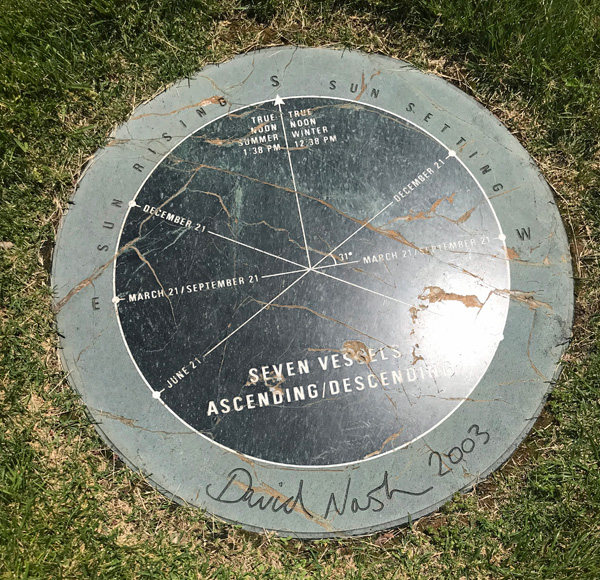 S
SUN RISING
SUN SETTING
TRUE NOON SUMMER 1:38 PM
TRUE NOON WINTER 12:38 PM
DECEMBER 21
DECEMBER 21
W
31°
MARCH 21/SEPTEMBER 21
E
MARCH 21/SEPTEMBER 21
JUNE 21
SEVEN VESSELS
ASCENDING/DESCENDING
David Nash 2003